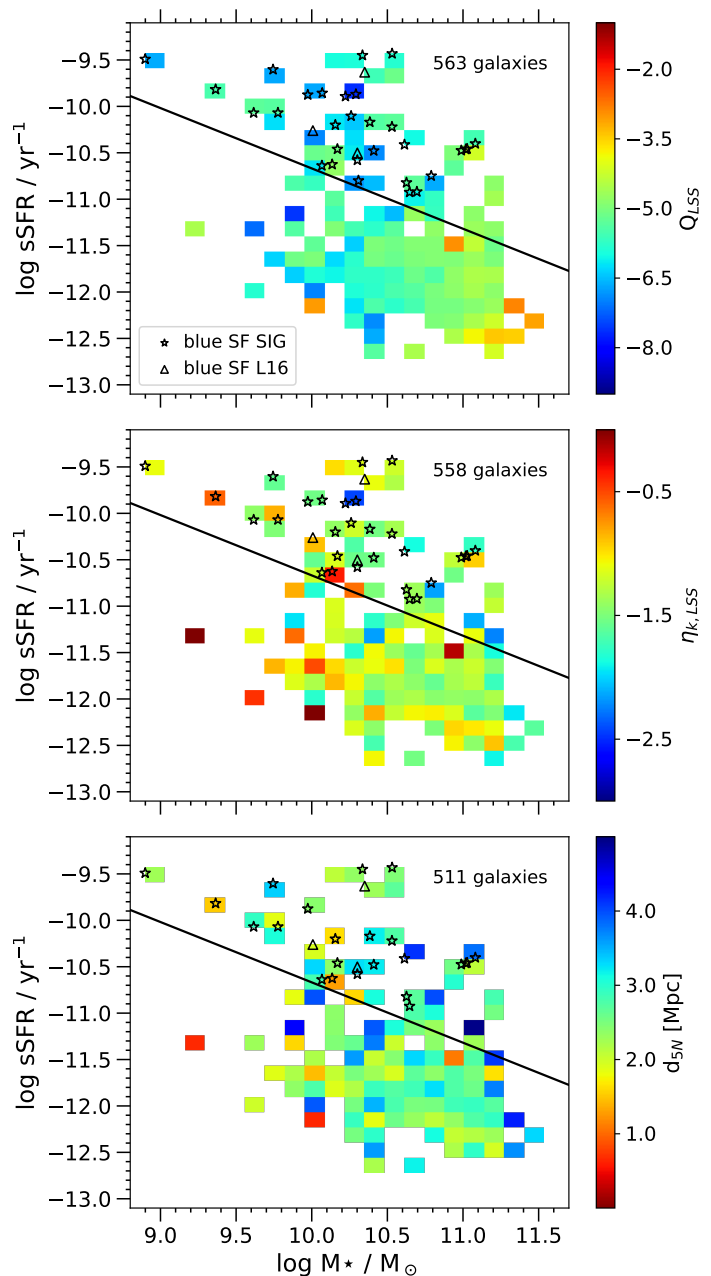 563 galaxies
−9.5
−10.0
−10.5
−11.0
−11.5
−12.0
−12.5
−13.0
log sSFR / yr⁻¹
☆ blue SF SIG
△ blue SF L16
−2.0
−3.5
−5.0
−6.5
−8.0
Q_LSS
558 galaxies
−9.5
−10.0
−10.5
−11.0
−11.5
−12.0
−12.5
−13.0
log sSFR / yr⁻¹
−0.5
−1.5
−2.5
η_k,LSS
511 galaxies
−9.5
−10.0
−10.5
−11.0
−11.5
−12.0
−12.5
−13.0
log sSFR / yr⁻¹
4.0
3.0
2.0
1.0
d_5N [Mpc]
9.0 9.5 10.0 10.5 11.0 11.5
log M⋆ / M⊙